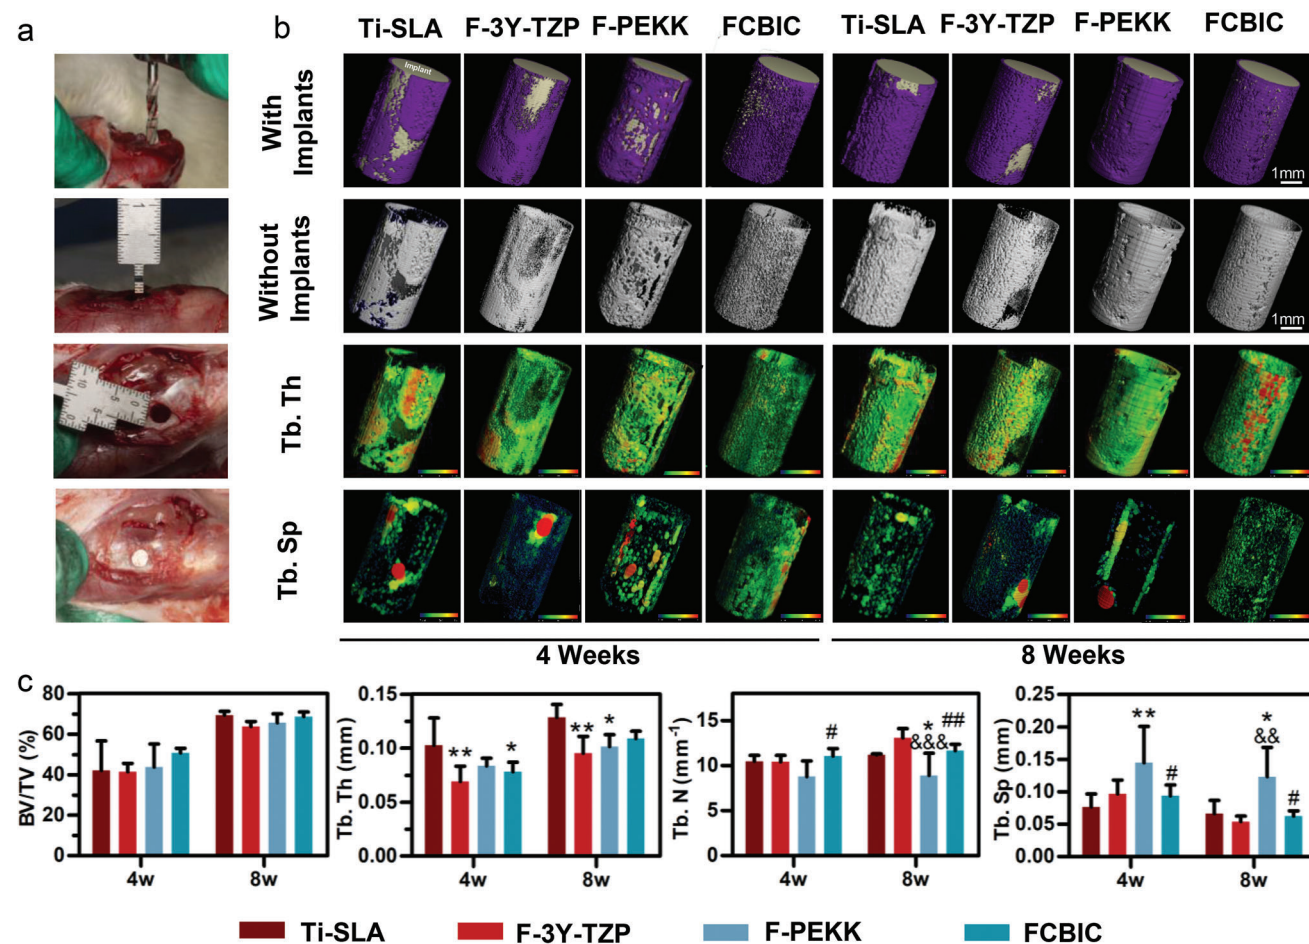 a
b
Ti-SLA F-3Y-TZP F-PEKK FCBIC Ti-SLA F-3Y-TZP F-PEKK FCBIC
With
Implants
Implant
1mm
Without
Implants
1mm
Tb. Th
Tb. Sp
4 Weeks
8 Weeks
c
BV/TV (%)
80
60
40
20
0
4w
8w
Tb. Th (mm)
0.15
0.10
0.05
0.00
** * ** *
4w
8w
Tb. N (mm⁻¹)
15
10
5
0
# * &&& ##
4w
8w
Tb. Sp (mm)
0.25
0.20
0.15
0.10
0.05
0.00
** # * && #
4w
8w
Ti-SLA F-3Y-TZP F-PEKK FCBIC